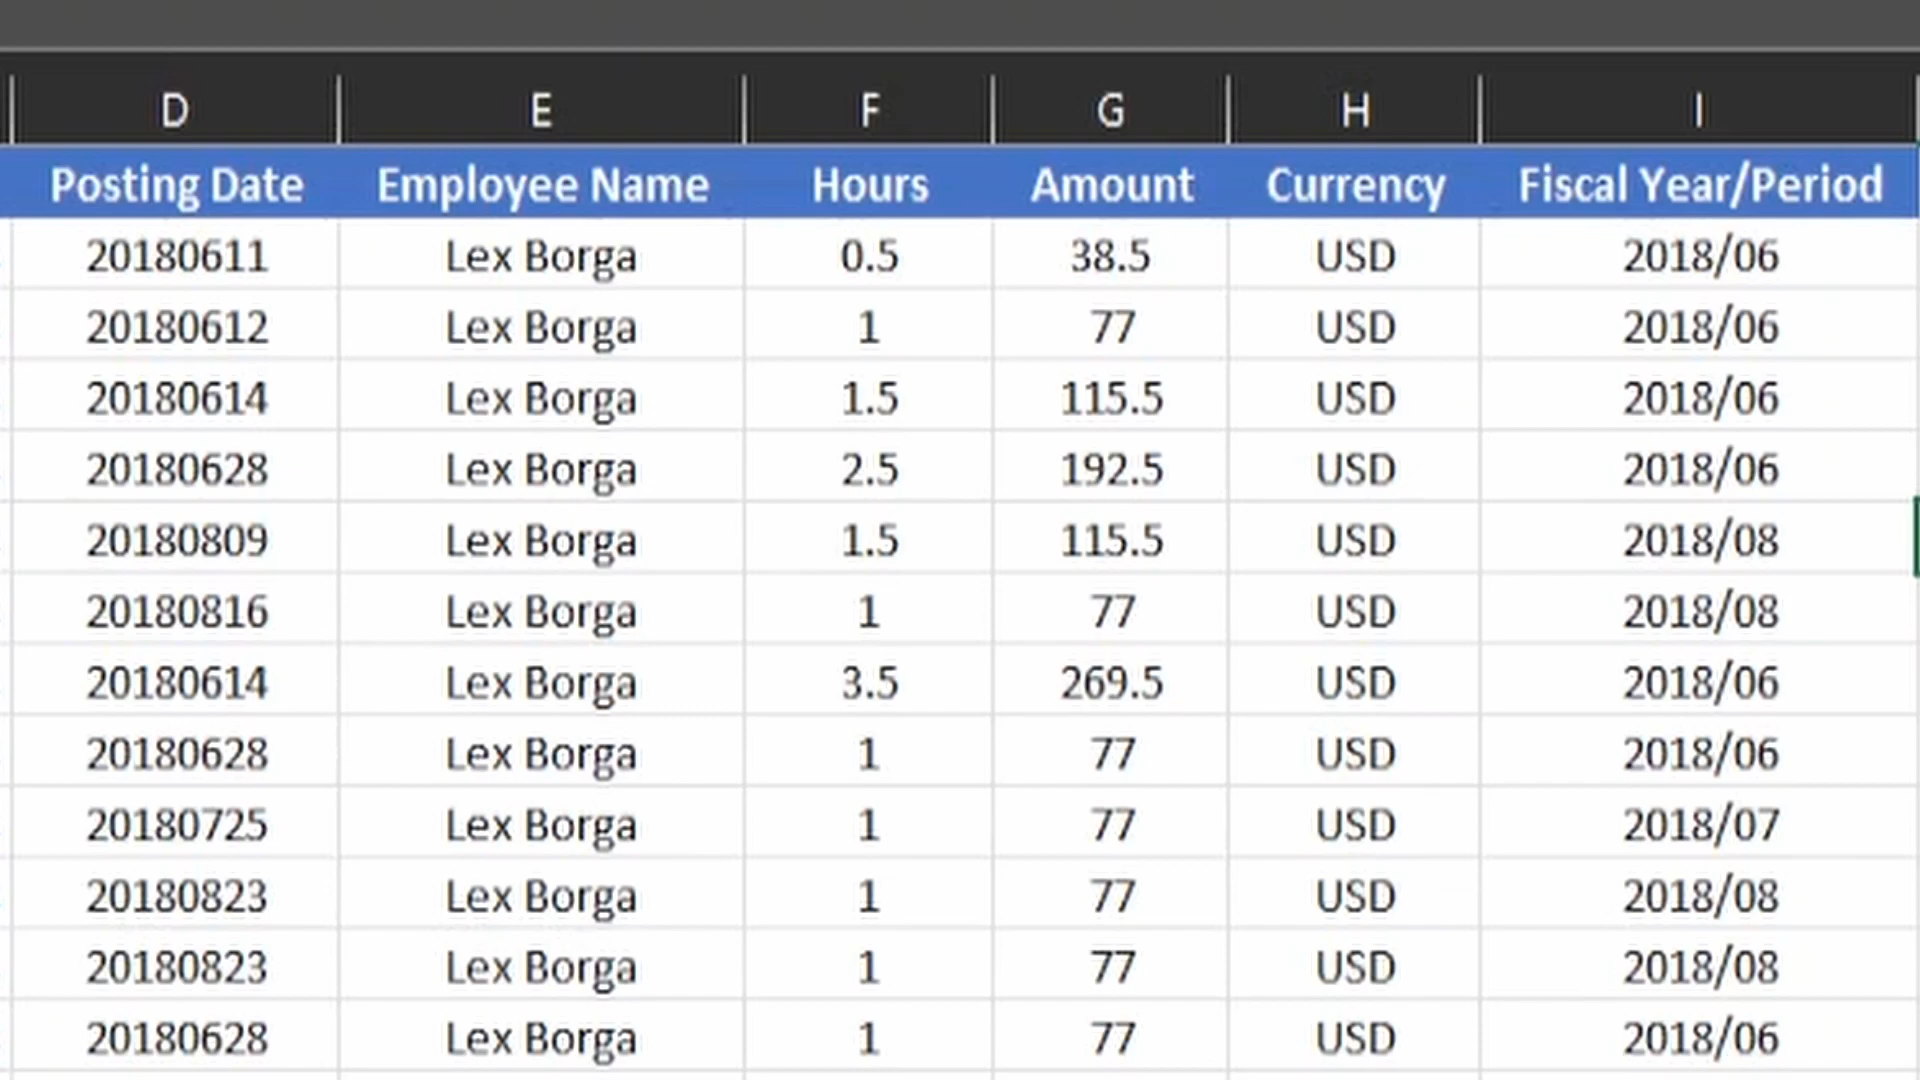 D E F G H I
Posting Date Employee Name Hours Amount Currency Fiscal Year/Period
20180611 Lex Borga 0.5 38.5 USD 2018/06
20180612 Lex Borga 1 77 USD 2018/06
20180614 Lex Borga 1.5 115.5 USD 2018/06
20180628 Lex Borga 2.5 192.5 USD 2018/06
20180809 Lex Borga 1.5 115.5 USD 2018/08
20180816 Lex Borga 1 77 USD 2018/08
20180614 Lex Borga 3.5 269.5 USD 2018/06
20180628 Lex Borga 1 77 USD 2018/06
20180725 Lex Borga 1 77 USD 2018/07
20180823 Lex Borga 1 77 USD 2018/08
20180823 Lex Borga 1 77 USD 2018/08
20180628 Lex Borga 1 77 USD 2018/06